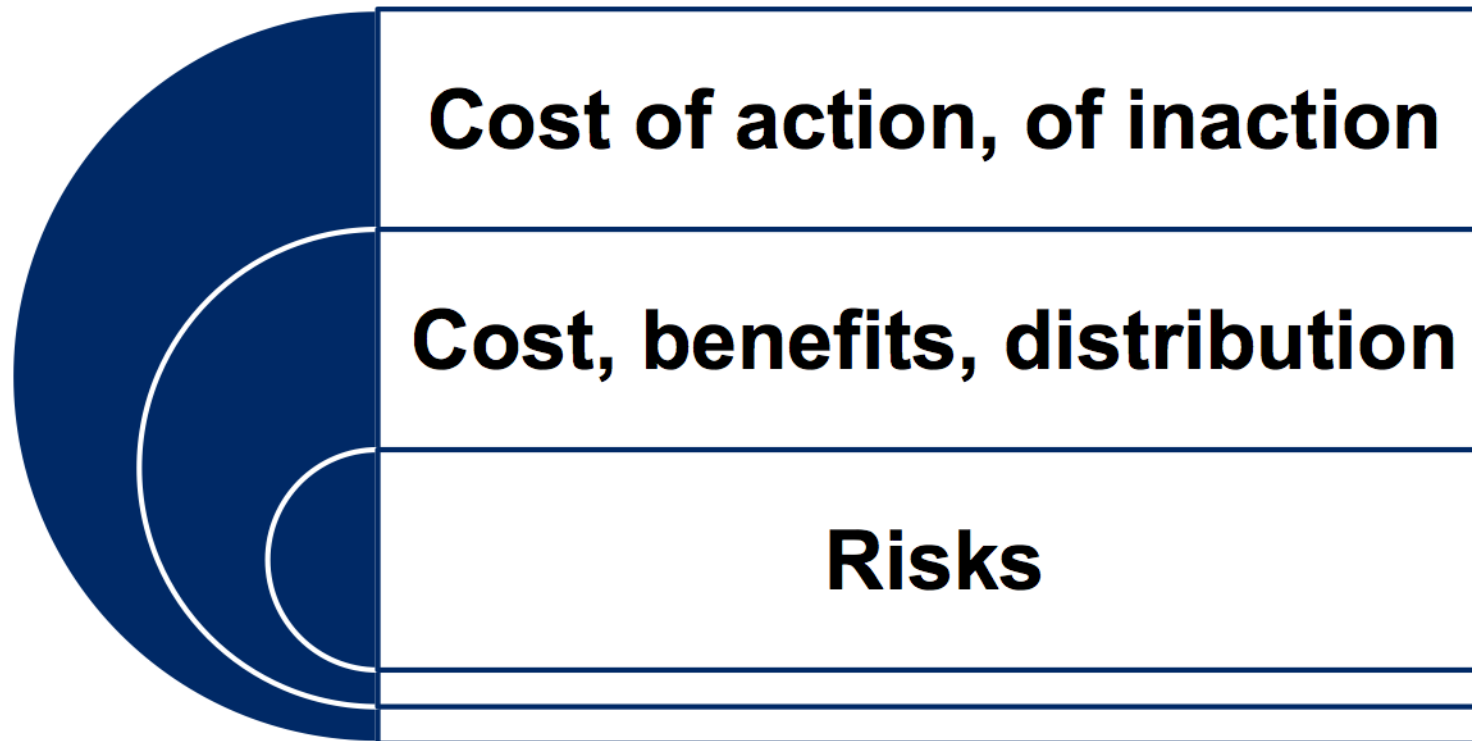 Cost of action, of inaction
Cost, benefits, distribution
Risks